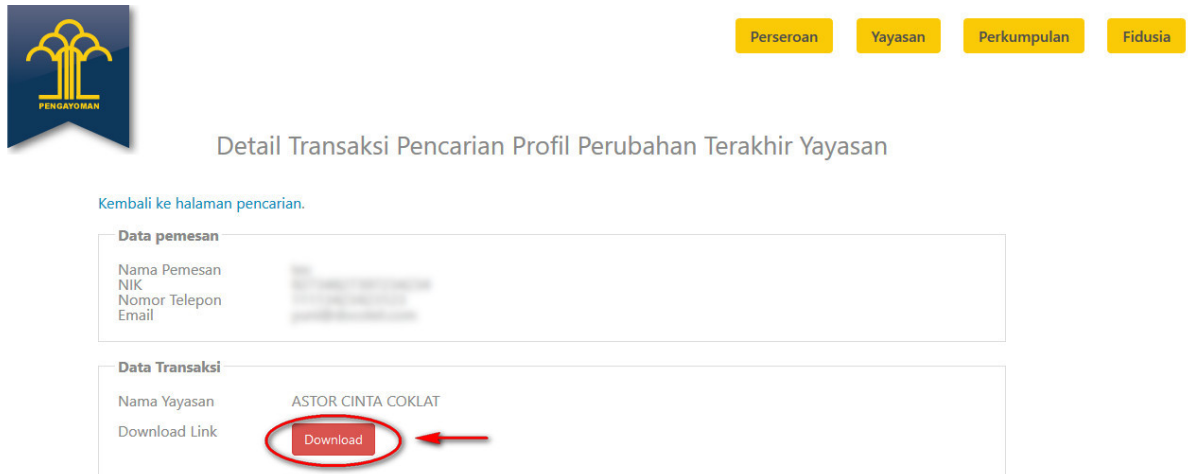 PENGAYOMAN
Perseroan Yayasan Perkumpulan Fidusia
Detail Transaksi Pencarian Profil Perubahan Terakhir Yayasan
Kembali ke halaman pencarian.
Data pemesan
Nama Pemesan
NIK
Nomor Telepon
Email
Data Transaksi
Nama Yayasan ASTOR CINTA COKLAT
Download Link Download